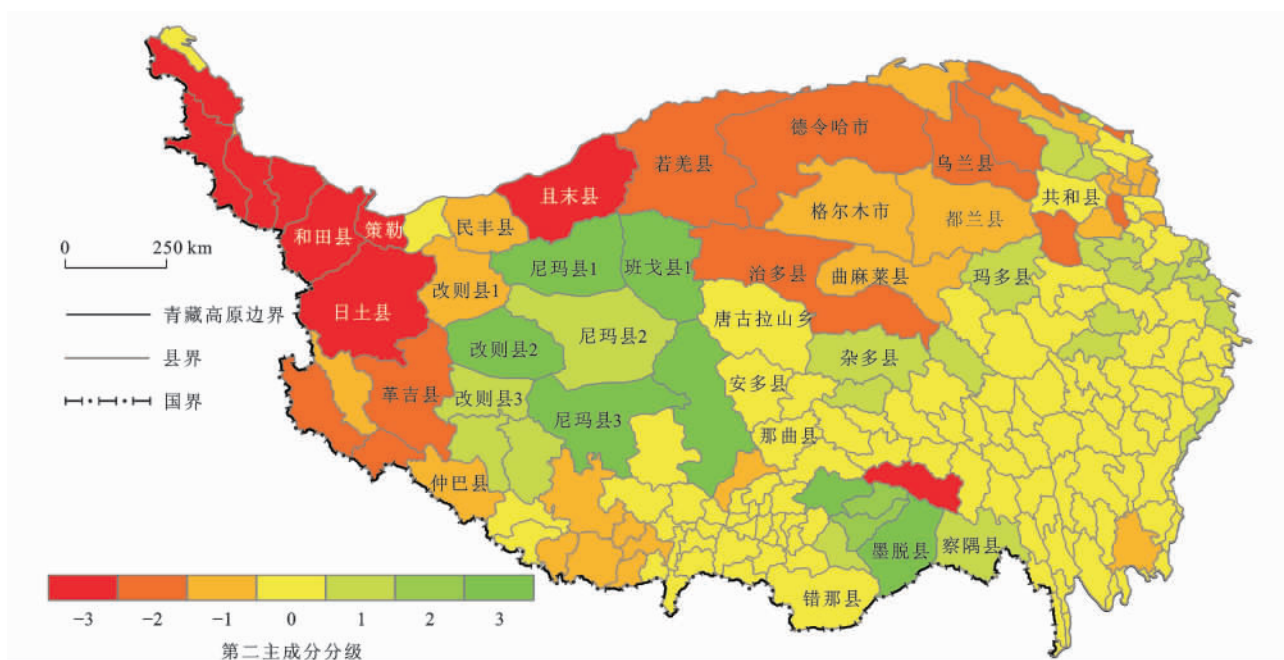 德令哈市
若羌县
乌兰县
且末县
共和县
民丰县
格尔木市
都兰县
策勒
和田县
0
250 km
尼玛县1
班戈县1
治多县
曲麻莱县
玛多县
改则县1
青藏高原边界
日土县
唐古拉山乡
尼玛县2
县界
改则县2
杂多县
国界
革吉县
改则县3
安多县
尼玛县3
那曲县
仲巴县
墨脱县
察隅县
错那县
-3
-2
-1
0
1
2
3
第二主成分分级